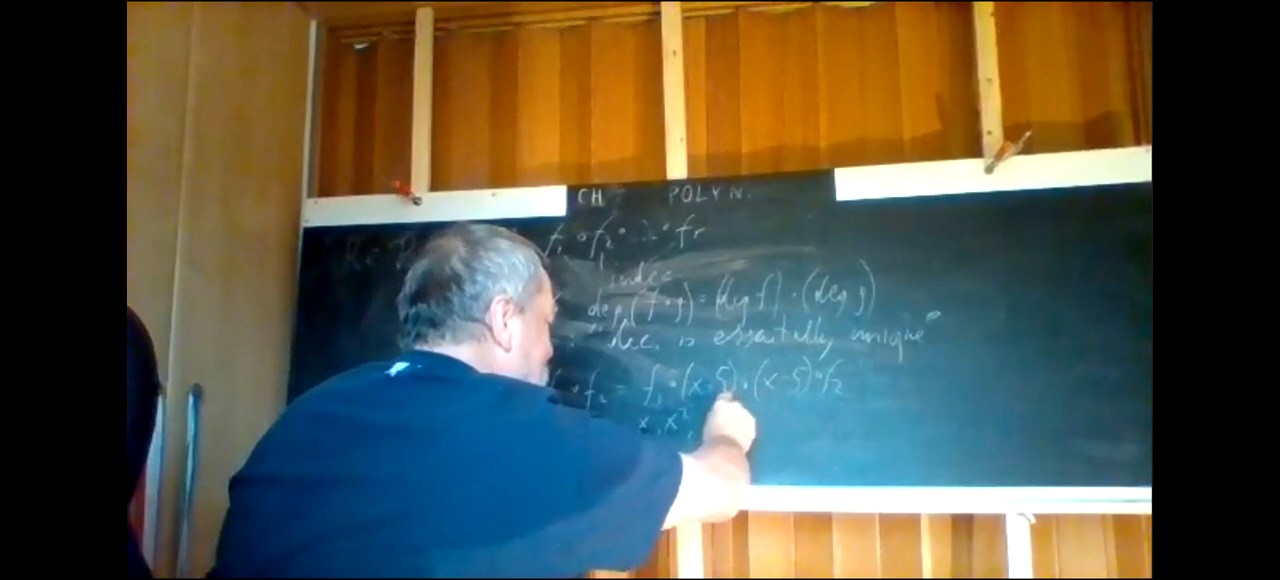 CH - POLYN.
f₁∘f₂∘...∘fᵣ
indec
deg (f∘g) = (deg f) · (deg g)
dec. is essentially unique"
∘f₂ = f₁∘(x+5)∘(x-5)∘f₂
x, x²,